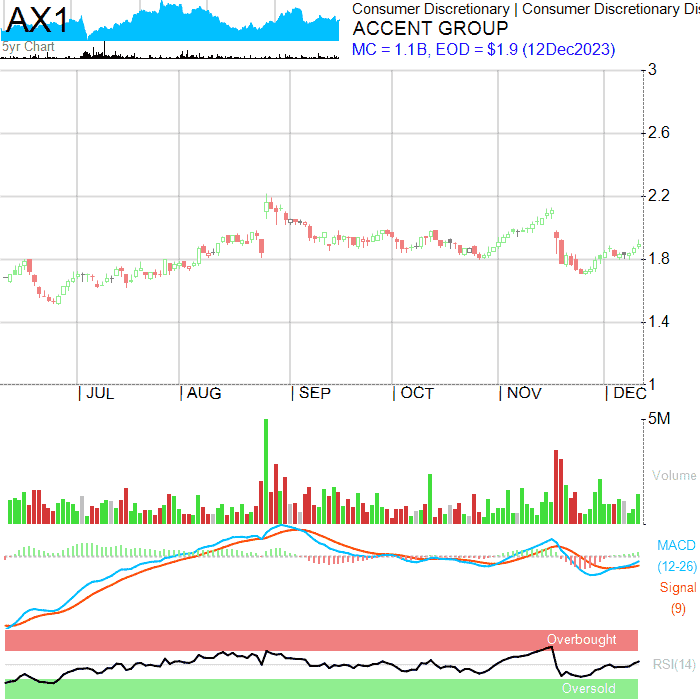 AX1
5yr Chart
Consumer Discretionary | Consumer Discretionary Dis
ACCENT GROUP
MC = 1.1B, EOD = $1.9 (12Dec2023)
3
2.6
2.2
1.8
1.4
1
JUL
AUG
SEP
OCT
NOV
DEC
5M
Volume
MACD
(12-26)
Signal
(9)
Overbought
RSI(14)
Oversold